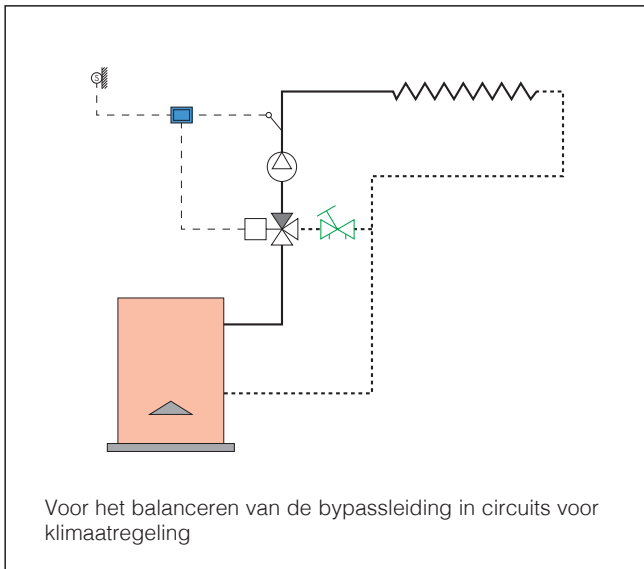 S
Voor het balanceren van de bypassleiding in circuits voor
klimaatregeling